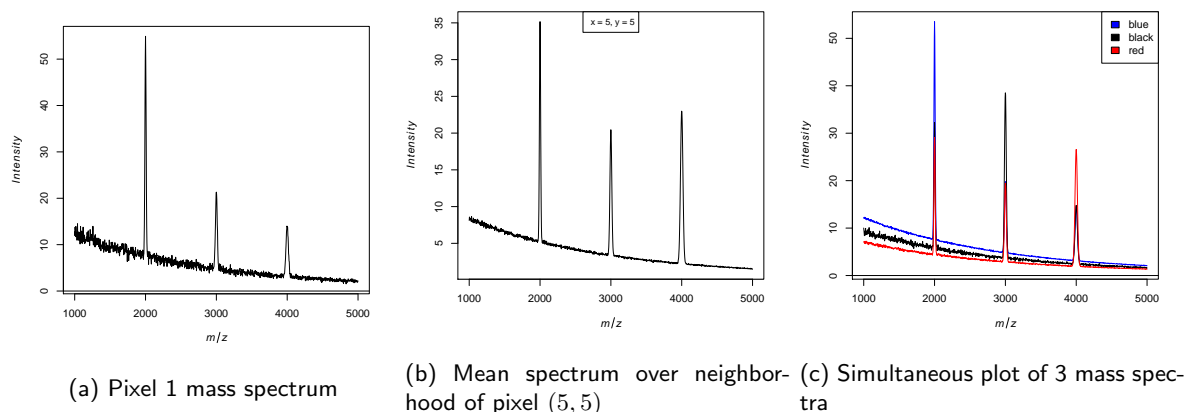 Intensity
50
40
30
20
10
0
1000 2000 3000 4000 5000
m/z
(a) Pixel 1 mass spectrum
x = 5, y = 5
Intensity
35
30
25
20
15
10
5
1000 2000 3000 4000 5000
m/z
(b) Mean spectrum over neighbor-
hood of pixel (5, 5)
blue
black
red
Intensity
50
40
30
20
10
0
1000 2000 3000 4000 5000
m/z
(c) Simultaneous plot of 3 mass spec-
tra